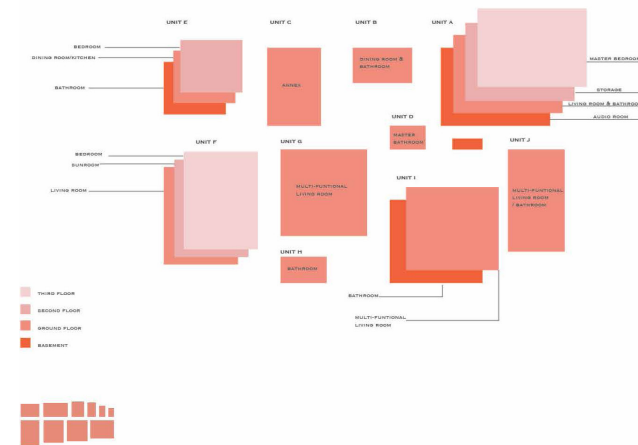 UNIT E
UNIT C
UNIT B
UNIT A
BEDROOM
DINING ROOM/KITCHEN
BATHROOM
ANNEX
DINING ROOM &
BATHROOM
MASTER BEDROOM
STORAGE
LIVING ROOM & BATHROOM
AUDIO ROOM
UNIT D
MASTER
BATHROOM
UNIT F
UNIT G
UNIT J
BEDROOM
SUNROOM
LIVING ROOM
MULTI-FUNTIONAL
LIVING ROOM
UNIT I
MULTI-FUNTIONAL
LIVING ROOM
/ BATHROOM
UNIT H
BATHROOM
BATHROOM
MULTI-FUNTIONAL
LIVING ROOM
THIRD FLOOR
SECOND FLOOR
GROUND FLOOR
BASEMENT